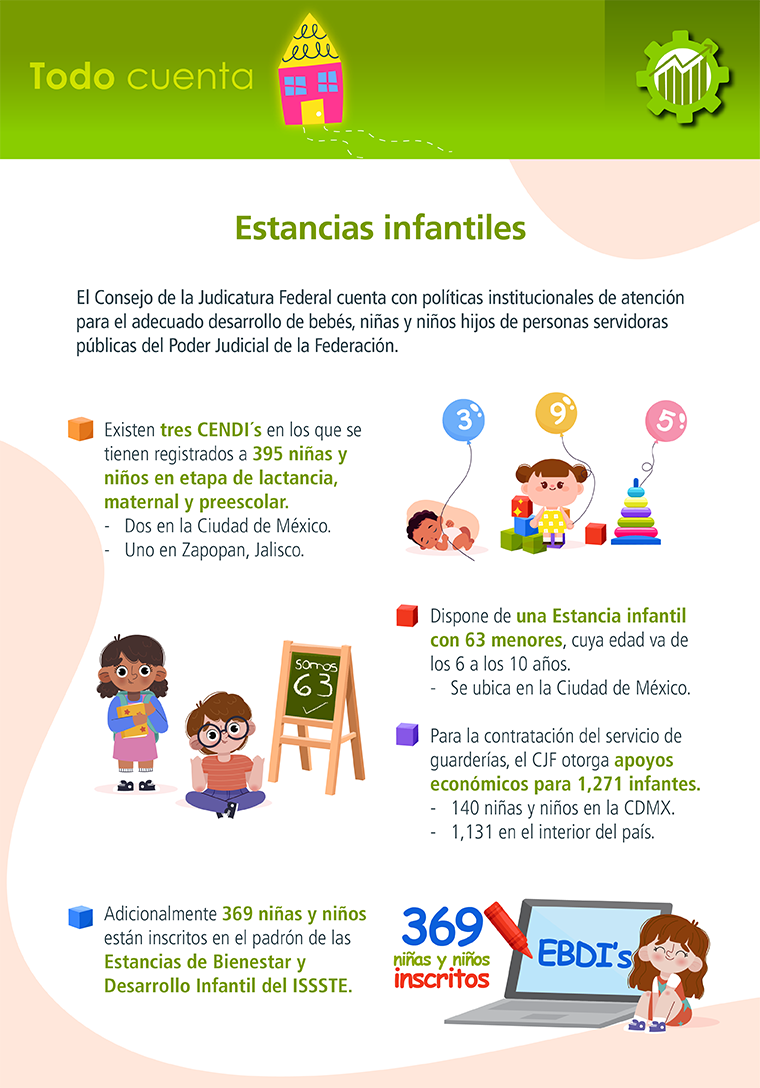 Todo cuenta
Estancias infantiles
El Consejo de la Judicatura Federal cuenta con políticas institucionales de atención
para el adecuado desarrollo de bebés, niñas y niños hijos de personas servidoras
públicas del Poder Judicial de la Federación.
Existen tres CENDI´s en los que se
tienen registrados a 395 niñas y
niños en etapa de lactancia,
maternal y preescolar.
- Dos en la Ciudad de México.
- Uno en Zapopan, Jalisco.
3 9 5
Dispone de una Estancia infantil
con 63 menores, cuya edad va de
los 6 a los 10 años.
- Se ubica en la Ciudad de México.
somos
63
Para la contratación del servicio de
guarderías, el CJF otorga apoyos
económicos para 1,271 infantes.
- 140 niñas y niños en la CDMX.
- 1,131 en el interior del país.
Adicionalmente 369 niñas y niños
están inscritos en el padrón de las
Estancias de Bienestar y
Desarrollo Infantil del ISSSTE.
369
niñas y niños
inscritos
EBDI's